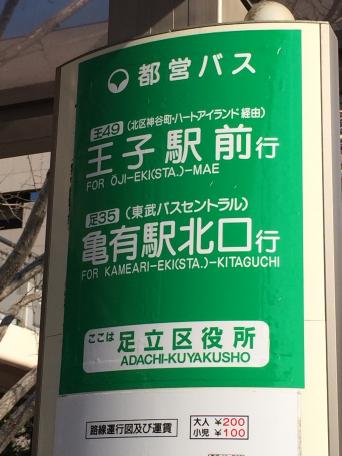 都営バス
王49 (北区神谷町・ハートアイランド経由)
王子駅前行
FOR ŌJI-EKI(STA.)-MAE
足35 (東武バスセントラル)
亀有駅北口行
FOR KAMEARI-EKI(STA.)-KITAGUCHI
ここは 足立区役所
ADACHI-KUYAKUSHO
路線運行図及び運賃
大人 ¥200
小児 ¥100